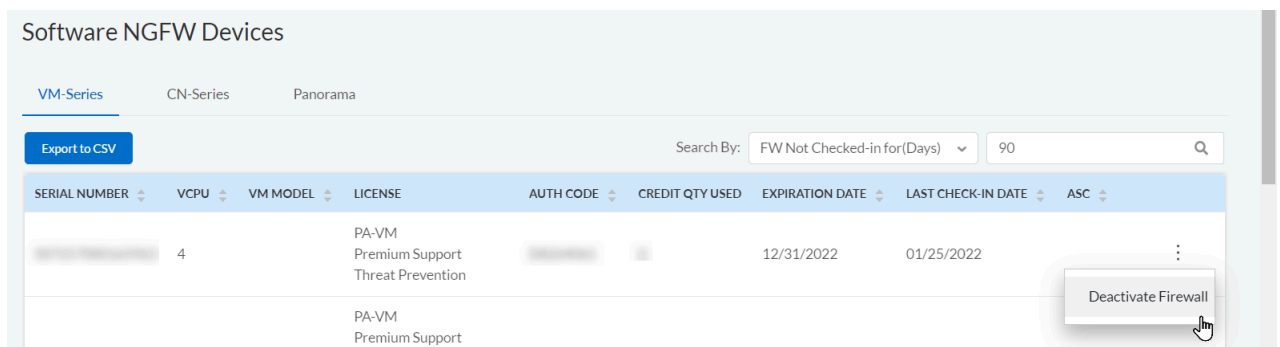 Software NGFW Devices
VM-Series CN-Series Panorama
Export to CSV Search By: FW Not Checked-in for(Days) 90
SERIAL NUMBER VCPU VM MODEL LICENSE AUTH CODE CREDIT QTY USED EXPIRATION DATE LAST CHECK-IN DATE ASC
PA-VM
4 Premium Support 12/31/2022 01/25/2022
Threat Prevention
Deactivate Firewall
PA-VM
Premium Support